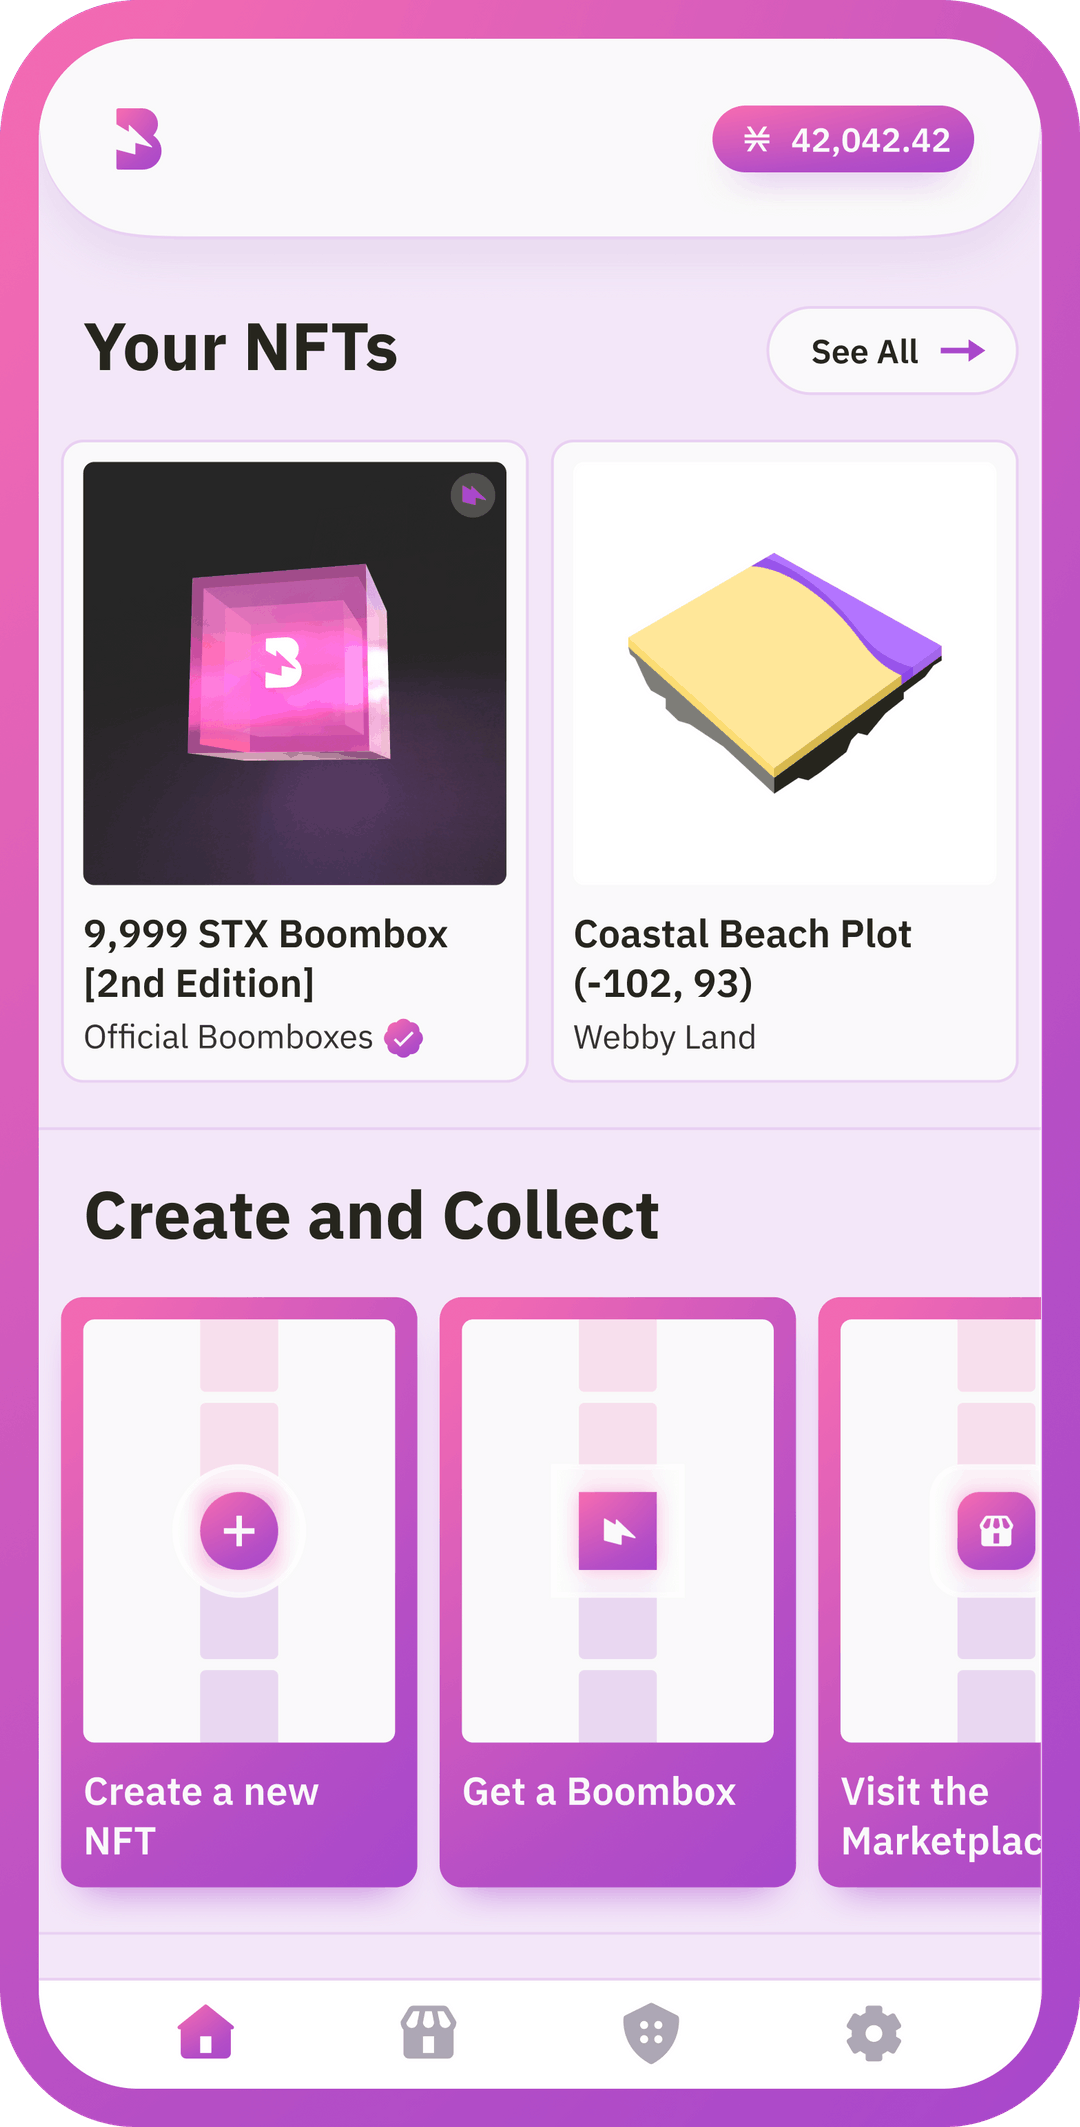 42,042.42
Your NFTs
See All
9,999 STX Boombox
[2nd Edition]
Official Boomboxes
Coastal Beach Plot
(-102, 93)
Webby Land
Create and Collect
Create a new
NFT
Get a Boombox
Visit the
Marketplac